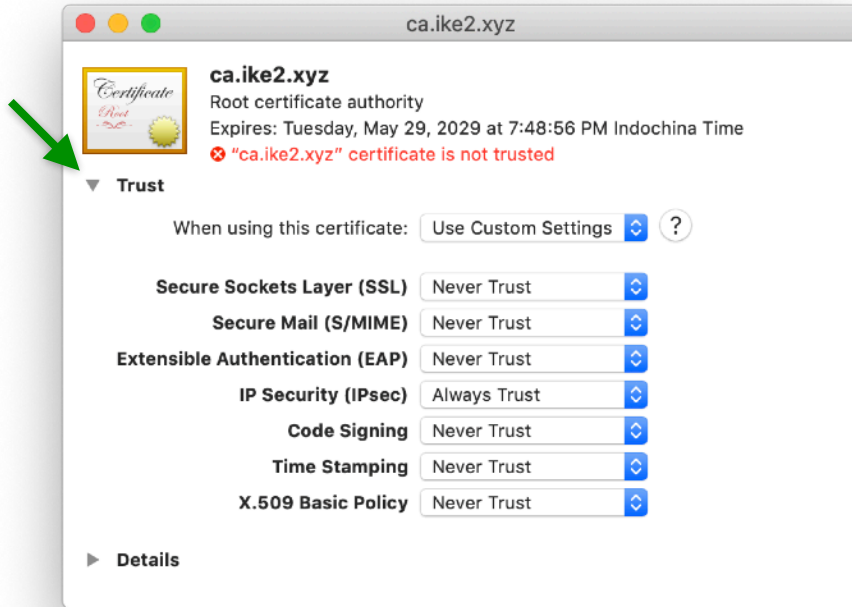 ca.ike2.xyz
Certificate
Root
ca.ike2.xyz
Root certificate authority
Expires: Tuesday, May 29, 2029 at 7:48:56 PM Indochina Time
“ca.ike2.xyz” certificate is not trusted
Trust
When using this certificate: Use Custom Settings ?
Secure Sockets Layer (SSL) Never Trust
Secure Mail (S/MIME) Never Trust
Extensible Authentication (EAP) Never Trust
IP Security (IPsec) Always Trust
Code Signing Never Trust
Time Stamping Never Trust
X.509 Basic Policy Never Trust
Details